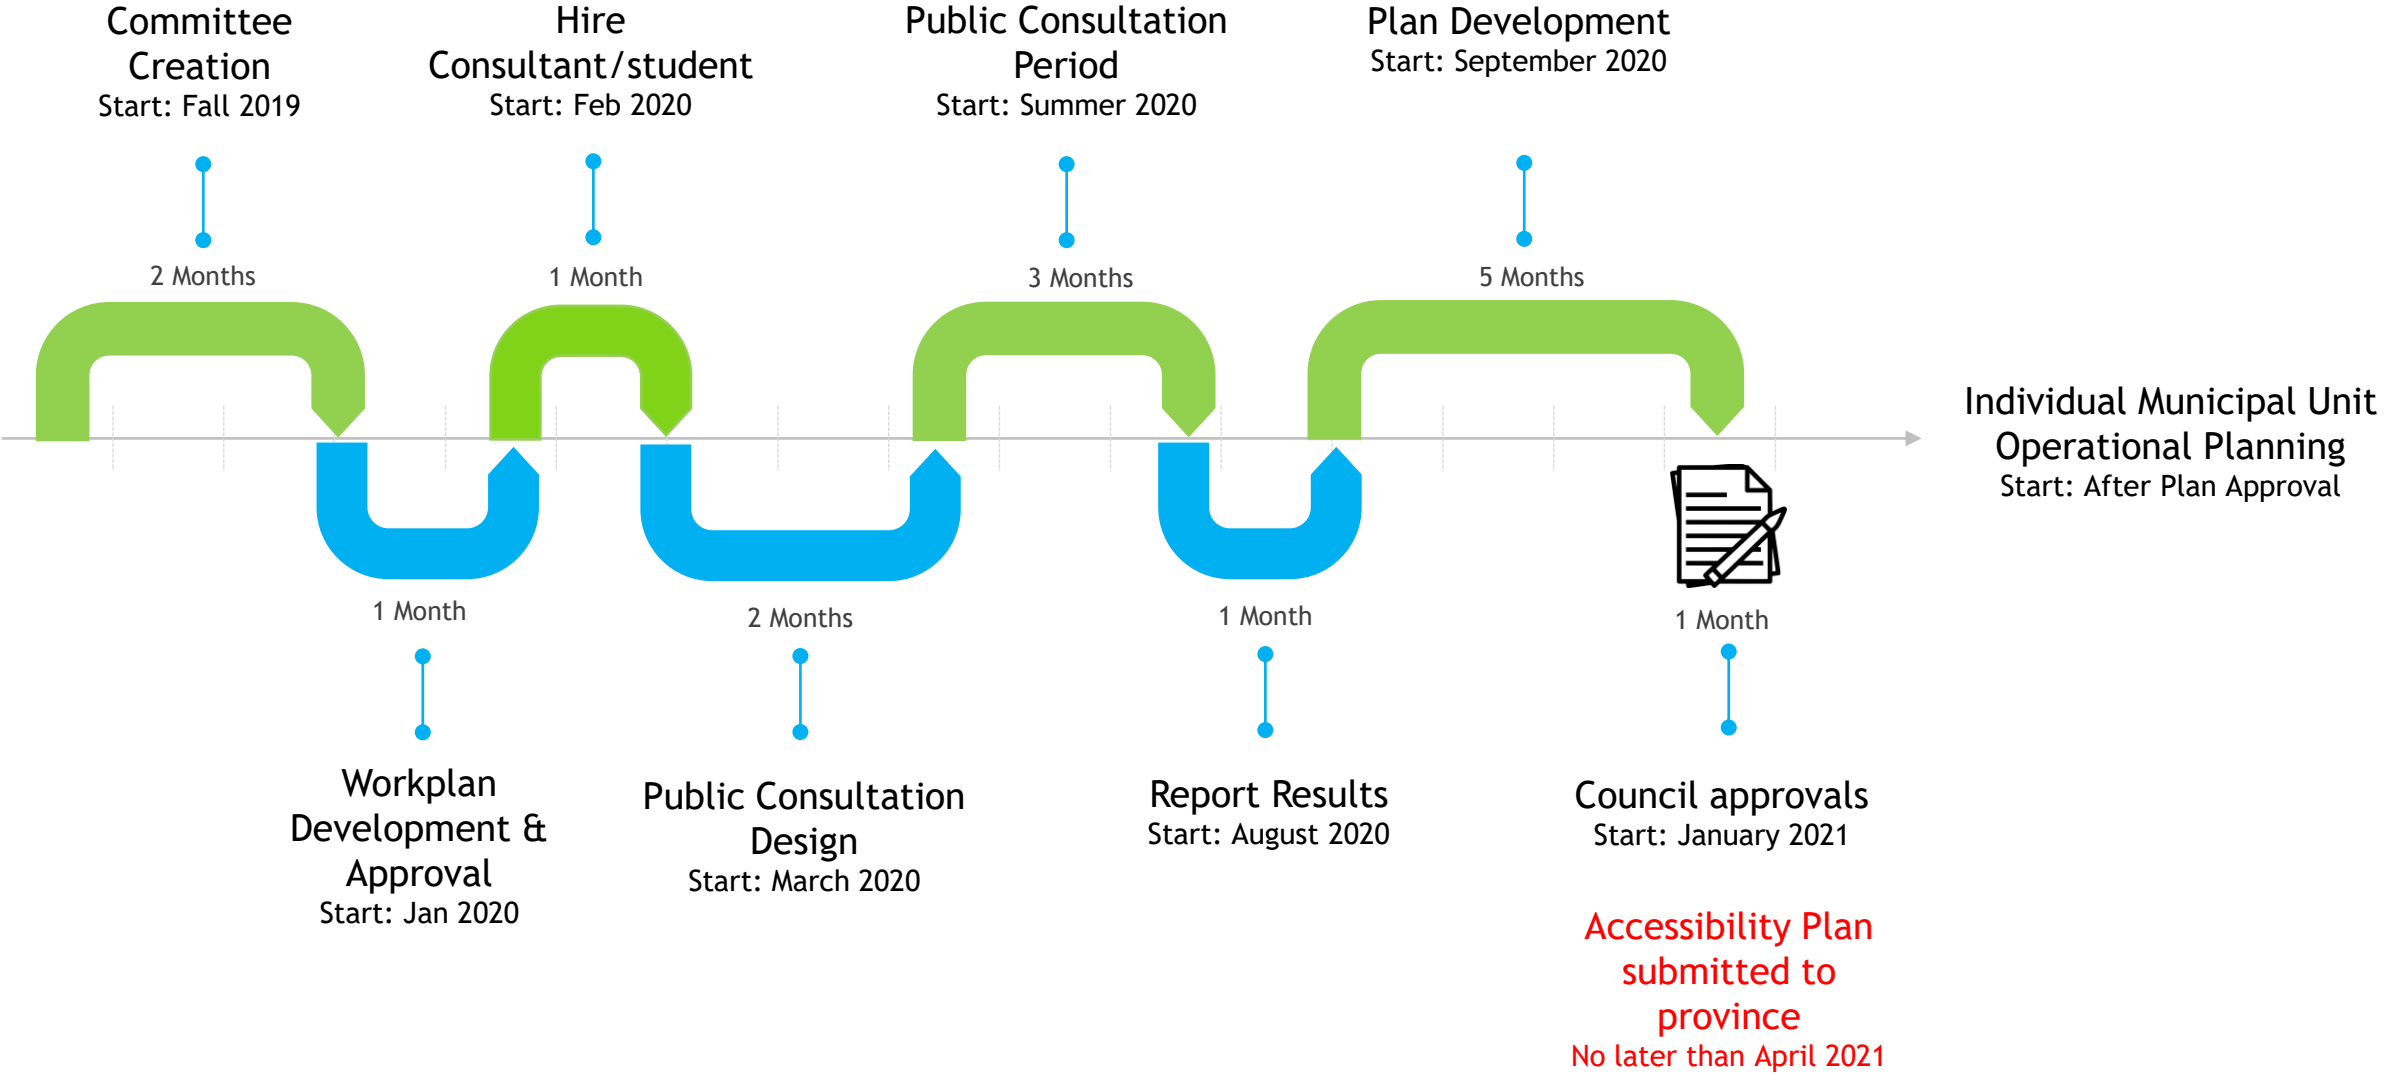 Committee
Creation
Start: Fall 2019
Hire
Consultant/student
Start: Feb 2020
Public Consultation
Period
Start: Summer 2020
Plan Development
Start: September 2020
2 Months
1 Month
3 Months
5 Months
Individual Municipal Unit
Operational Planning
Start: After Plan Approval
1 Month
2 Months
1 Month
1 Month
Workplan
Development &
Approval
Start: Jan 2020
Public Consultation
Design
Start: March 2020
Report Results
Start: August 2020
Council approvals
Start: January 2021
Accessibility Plan
submitted to
province
No later than April 2021